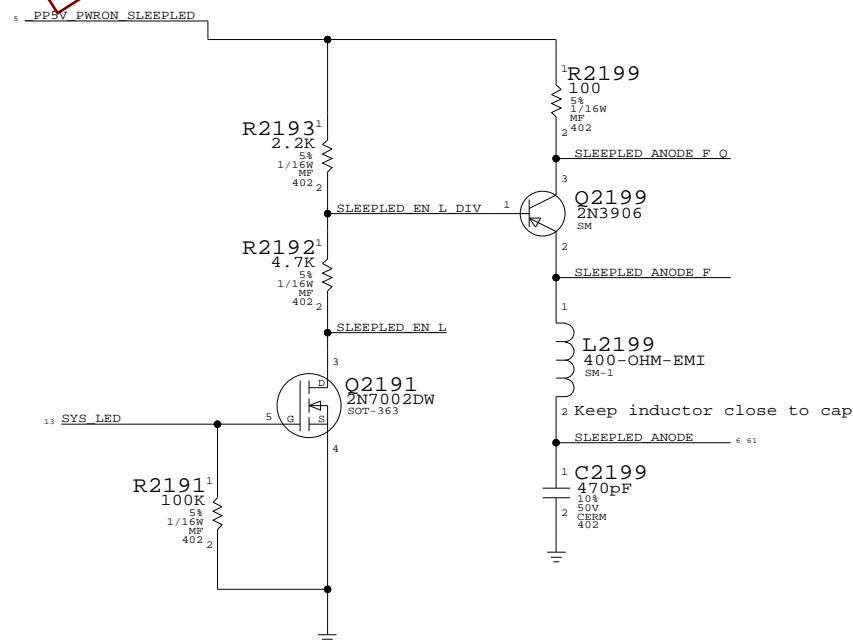 5 _PP5V_PWRON_SLEEPLED
1 R2199
100
5%
1/16W
MF
2 402
SLEEPLED_ANODE_F_Q
R2193 1
2.2K
5%
1/16W
MF
402 2
3
Q2199
2N3906
SM
SLEEPLED_EN_L_DIV 1
2
R2192 1
4.7K
5%
1/16W
MF
402 2
SLEEPLED_ANODE_F
1
SLEEPLED_EN_L
L2199
400-OHM-EMI
SM-1
3
D
Q2191
2N7002DW
SOT-363
2 Keep inductor close to cap
13 SYS_LED 5 G S
SLEEPLED_ANODE 6 61
4
1 C2199
470pF
10%
50V
2 CERM
402
R2191 1
100K
5%
1/16W
MF
402 2